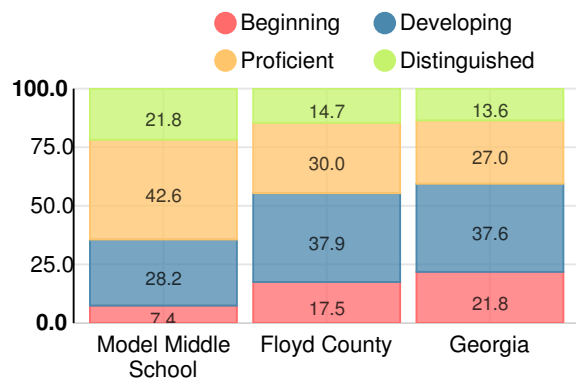 Beginning
Developing
Proficient
Distinguished
100.0
75.0
50.0
25.0
0.0
21.8
14.7
13.6
42.6
30.0
27.0
28.2
37.9
37.6
7.4
17.5
21.8
Model Middle
School
Floyd County
Georgia